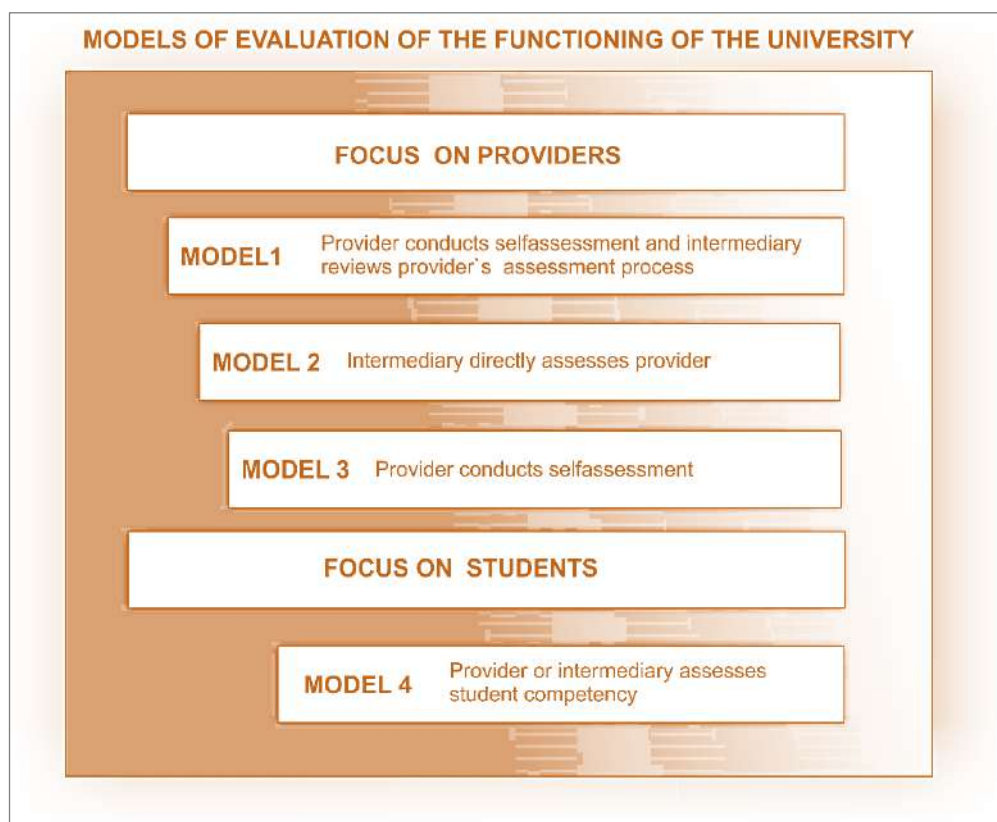 MODELS OF EVALUATION OF THE FUNCTIONING OF THE UNIVERSITY
FOCUS ON PROVIDERS
MODEL1
Provider conducts selfassessment and intermediary
reviews provider`s assessment process
MODEL 2
Intermediary directly assesses provider
MODEL 3
Provider conducts selfassessment
FOCUS ON STUDENTS
MODEL 4
Provider or intermediary assesses
student competency